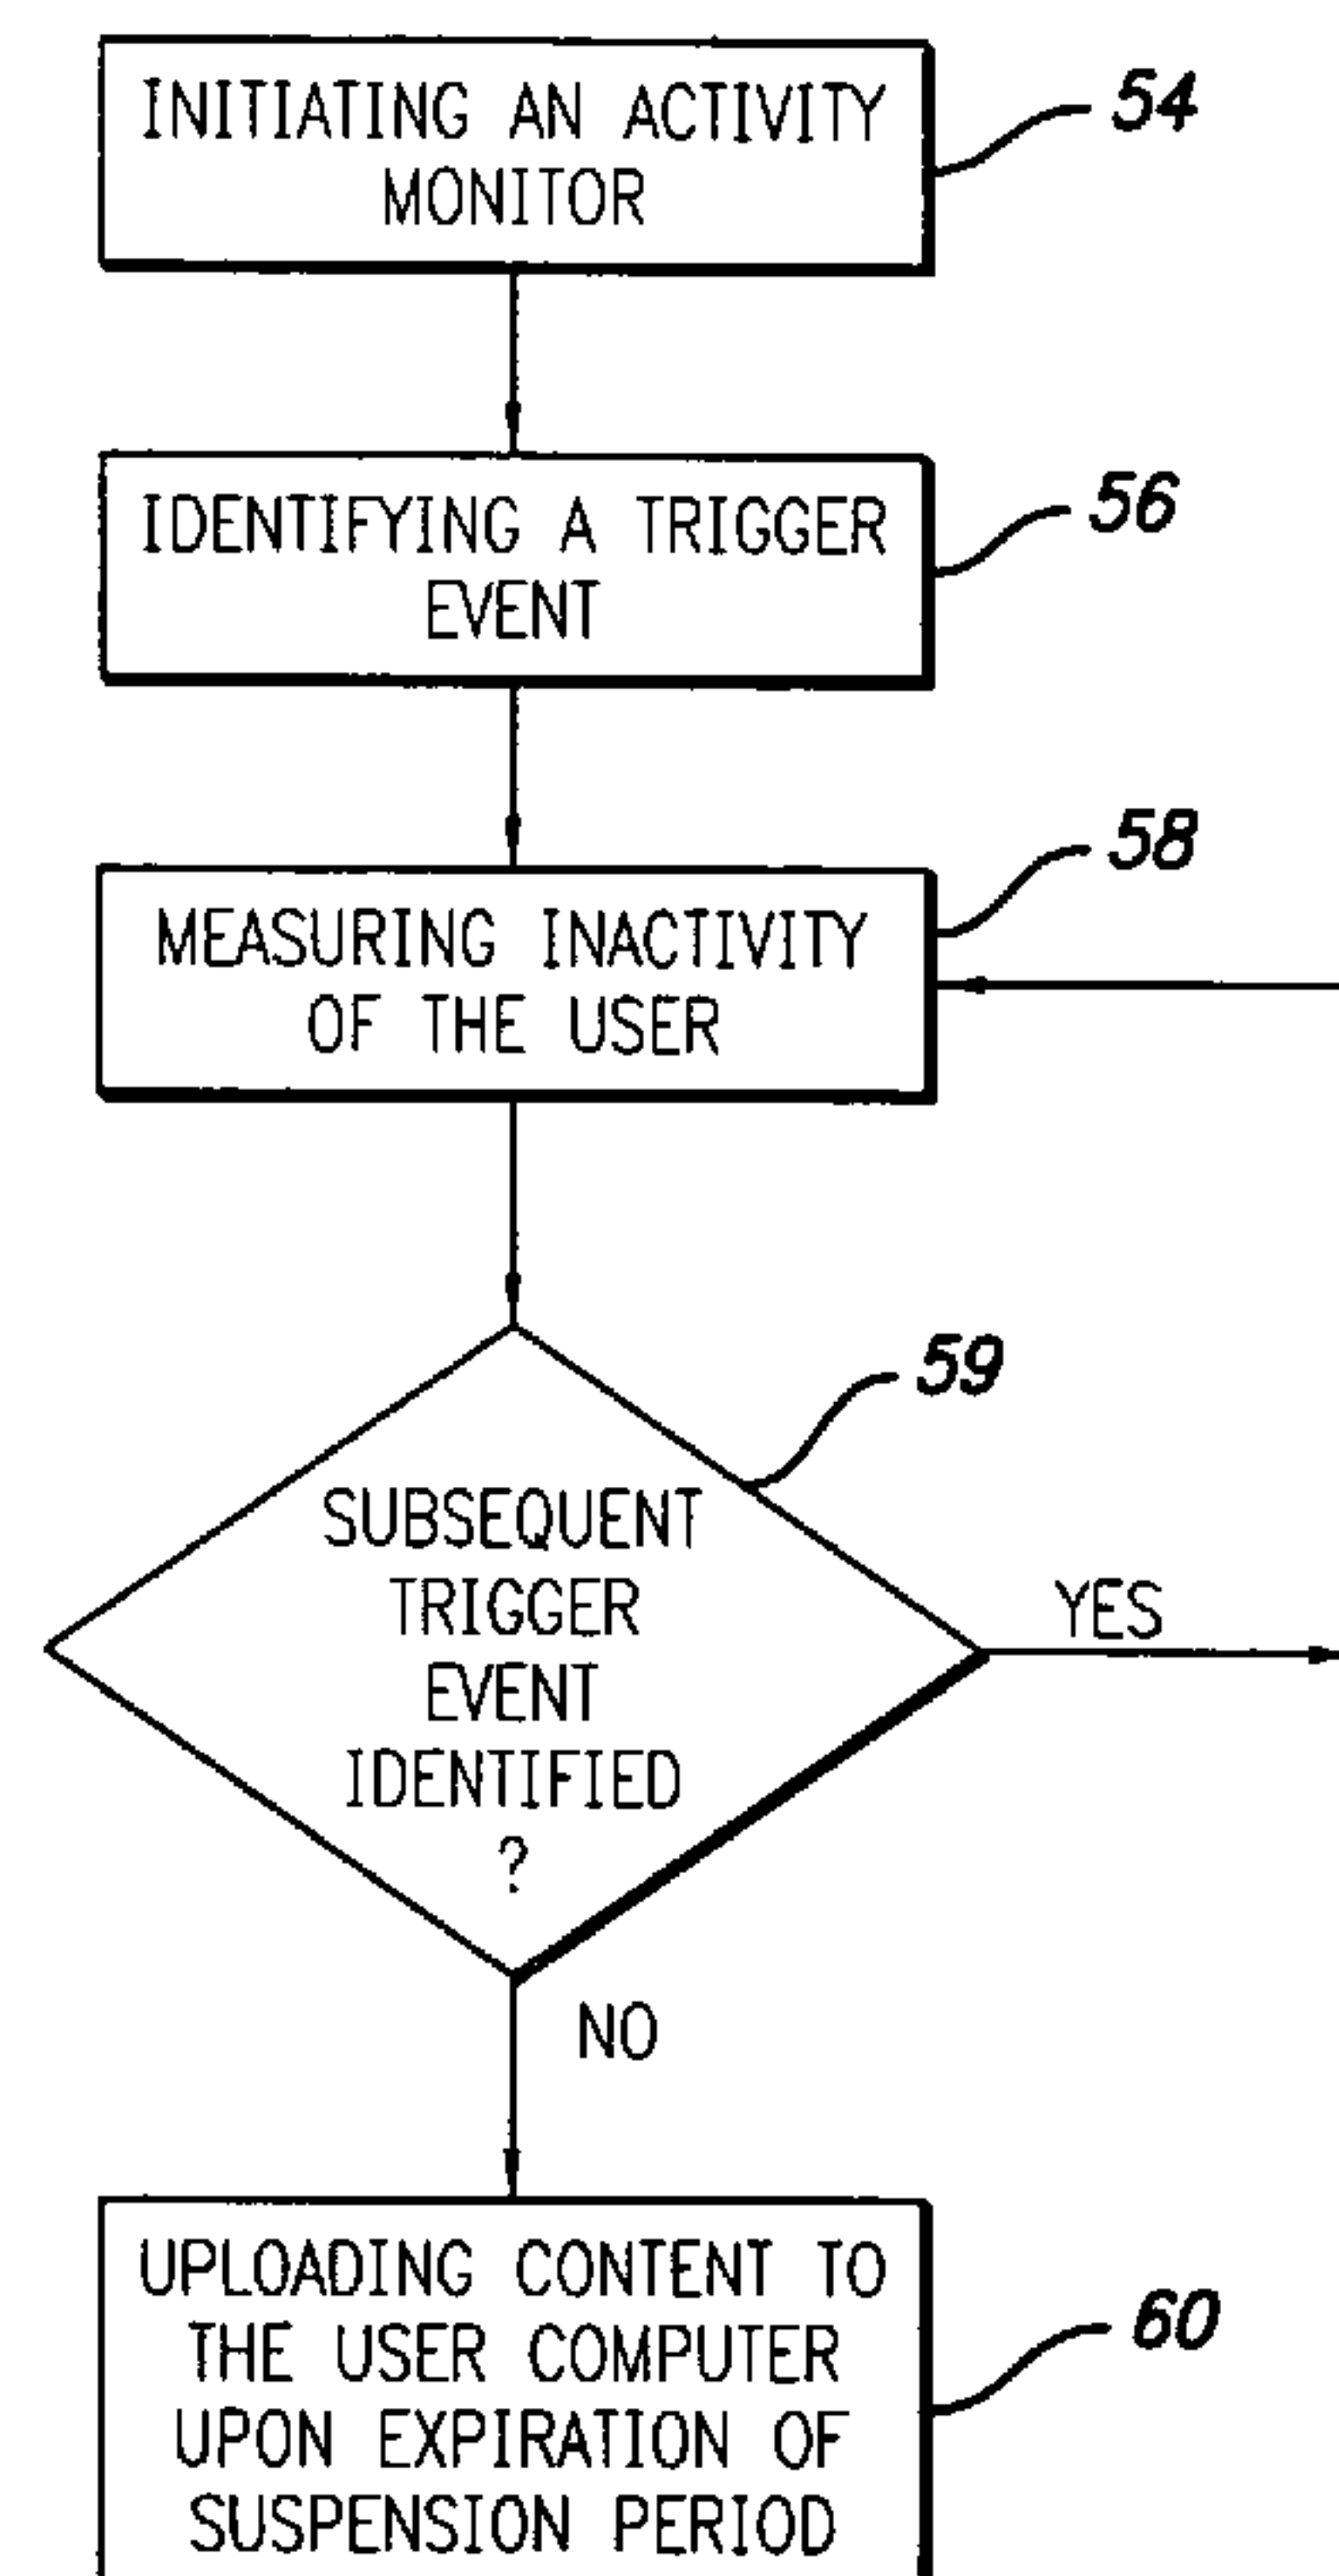 INITIATING AN ACTIVITY
MONITOR
54
IDENTIFYING A TRIGGER
EVENT
56
MEASURING INACTIVITY
OF THE USER
58
SUBSEQUENT
TRIGGER
EVENT
IDENTIFIED
?
59
YES
NO
UPLOADING CONTENT TO
THE USER COMPUTER
UPON EXPIRATION OF
SUSPENSION PERIOD
60